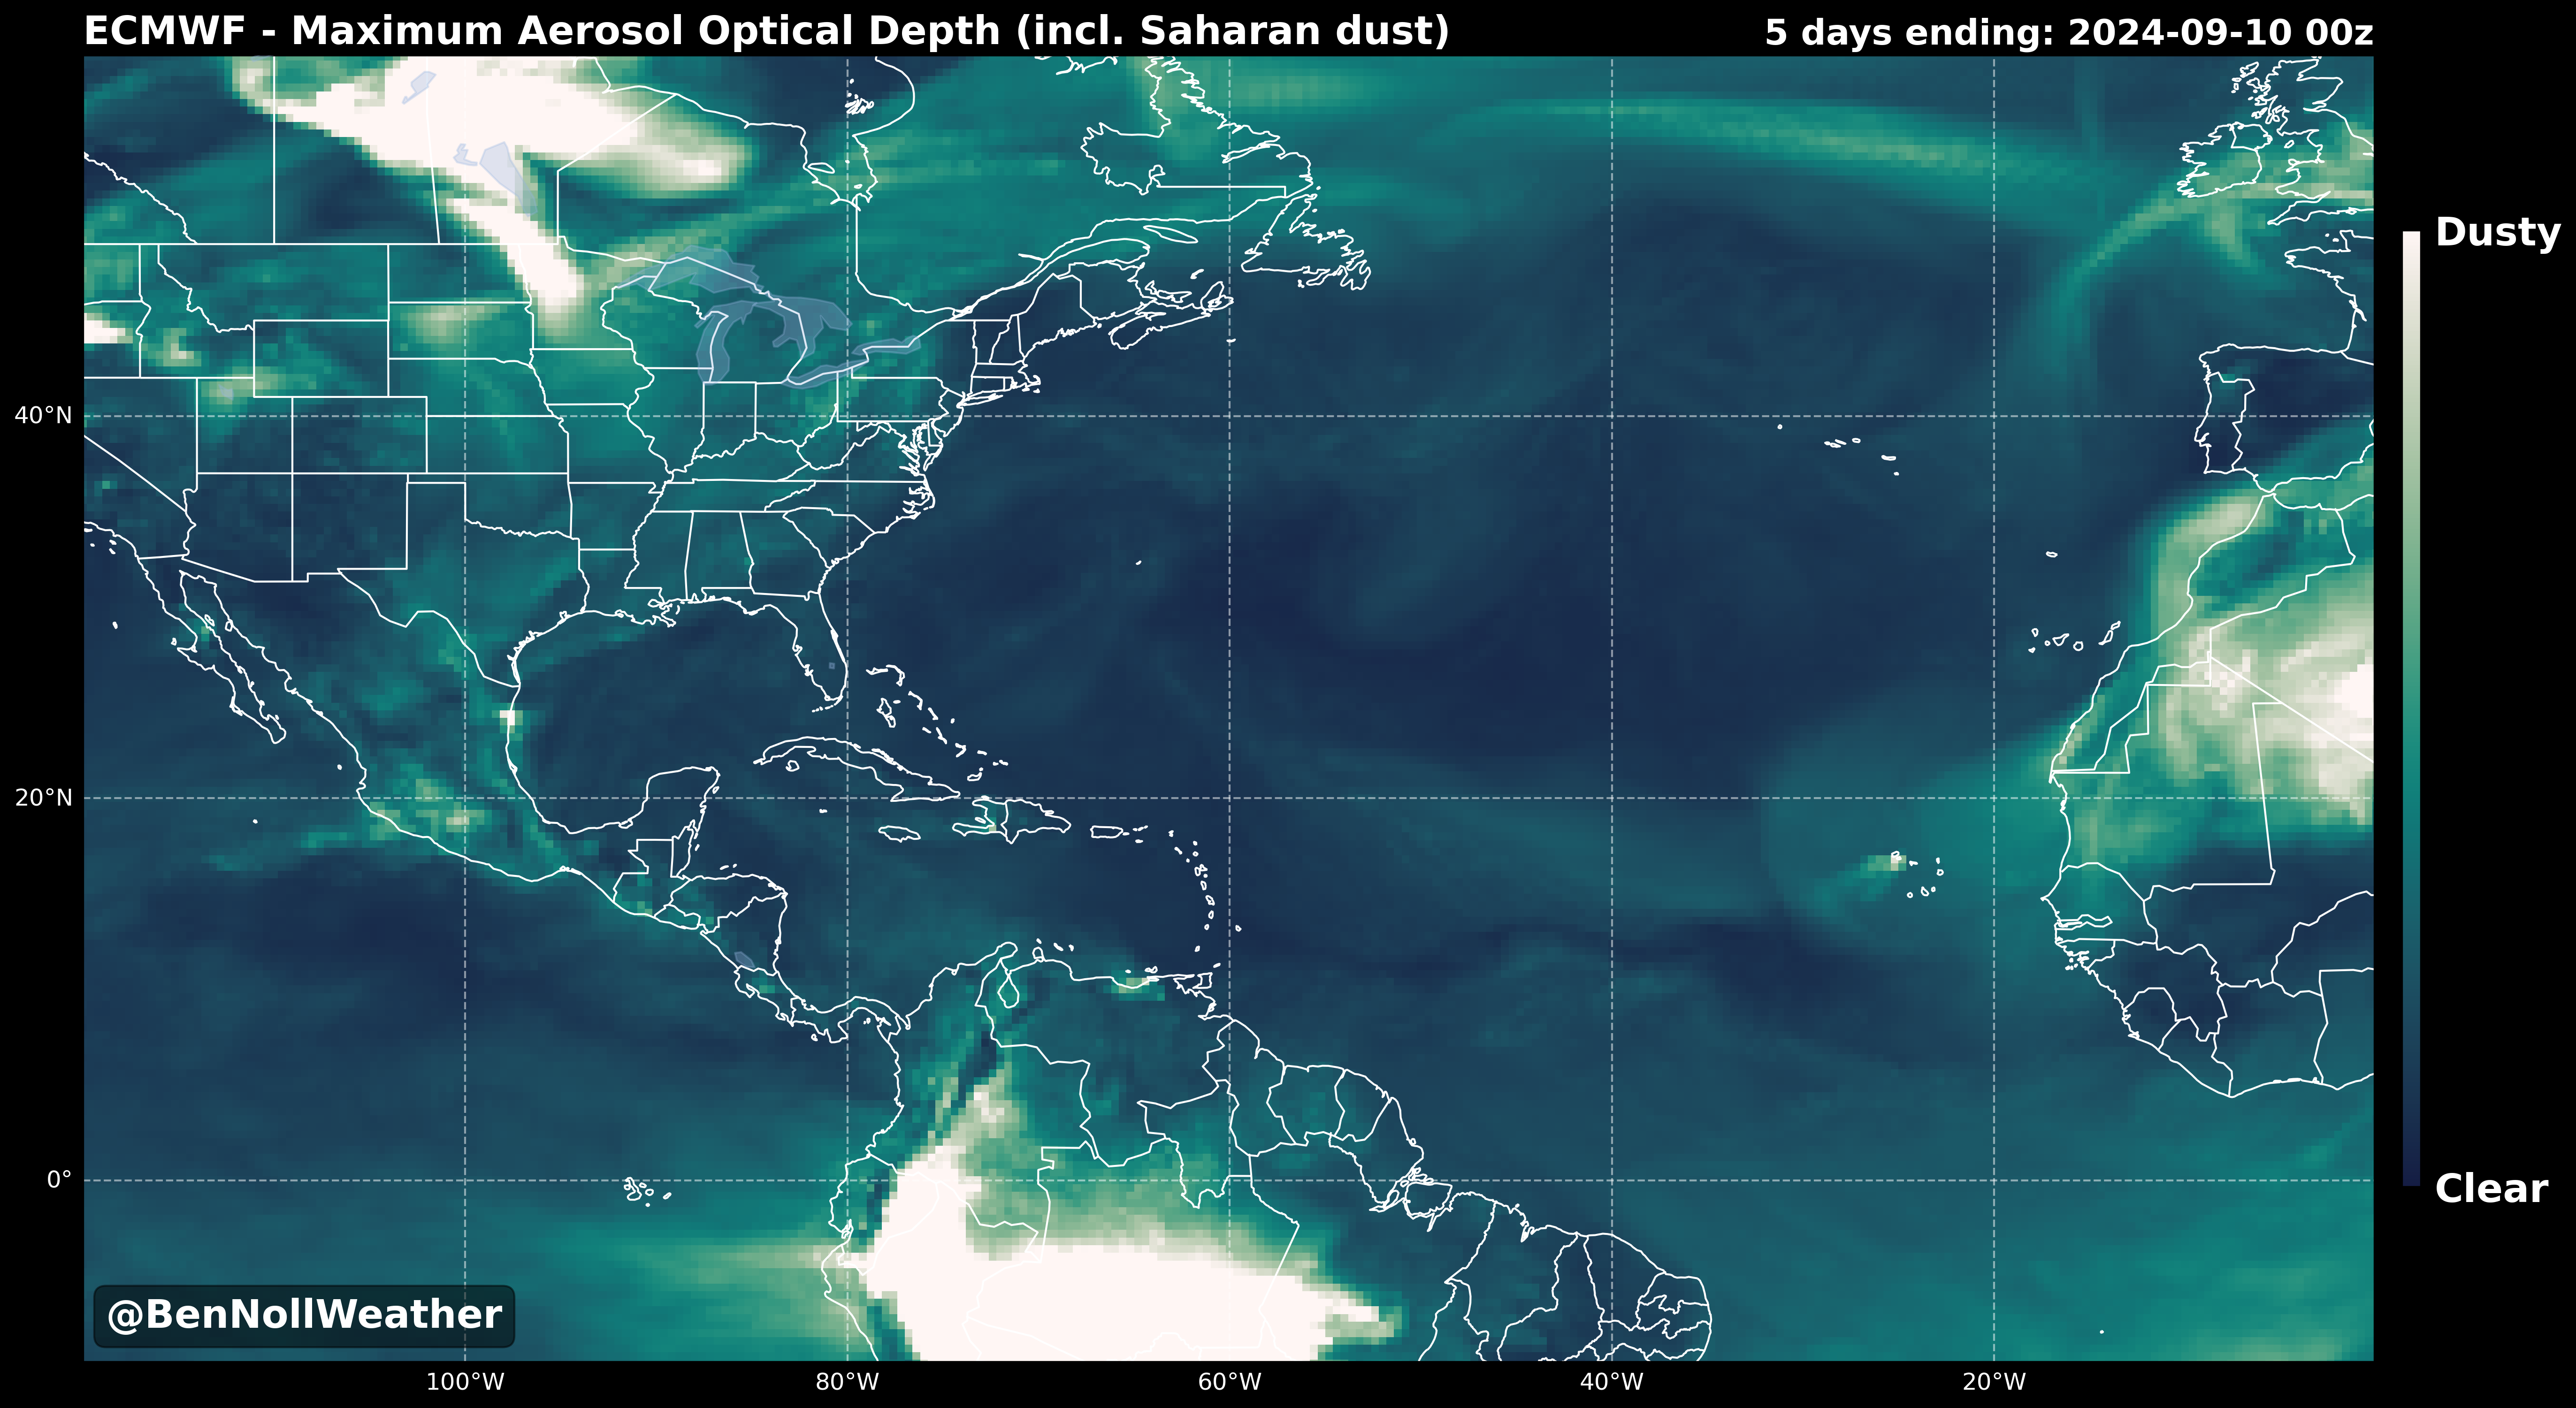 ECMWF - Maximum Aerosol Optical Depth (incl. Saharan dust)
5 days ending: 2024-09-10 00z
Dusty
40°N
20°N
0°
Clear
@BenNollWeather
100°W
80°W
60°W
40°W
20°W